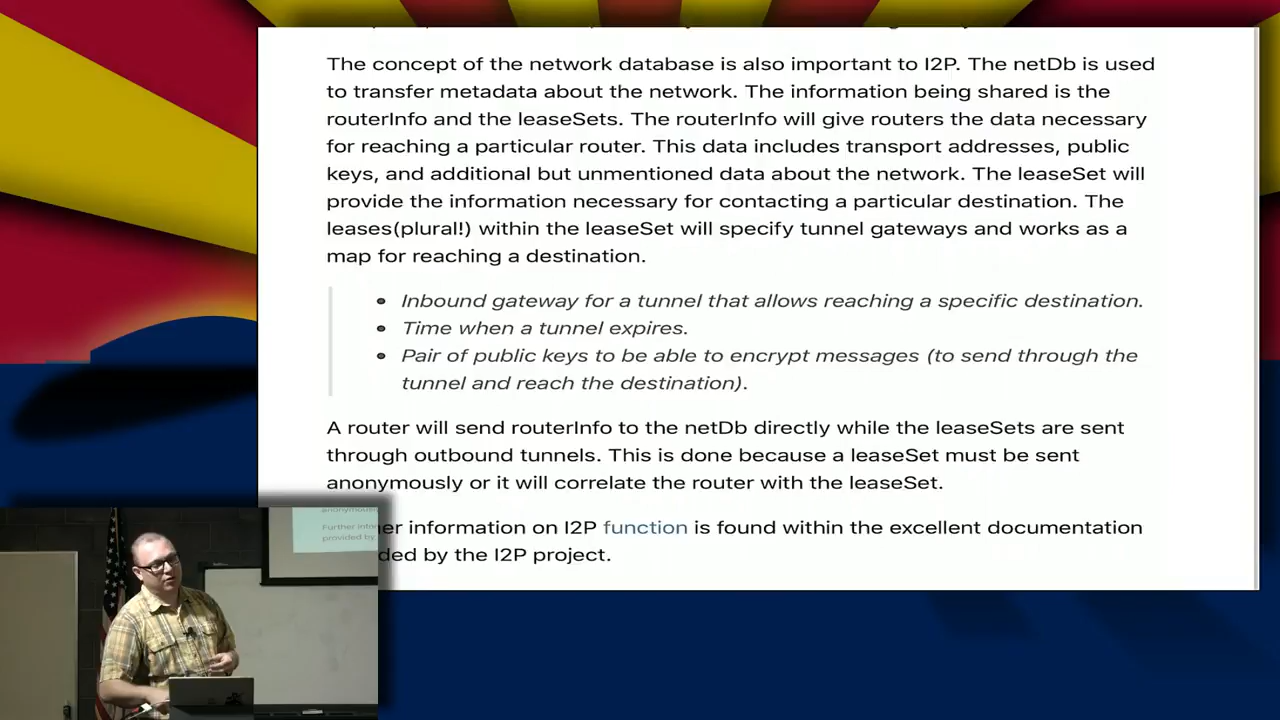 The concept of the network database is also important to I2P. The netDb is used
to transfer metadata about the network. The information being shared is the
routerInfo and the leaseSets. The routerInfo will give routers the data necessary
for reaching a particular router. This data includes transport addresses, public
keys, and additional but unmentioned data about the network. The leaseSet will
provide the information necessary for contacting a particular destination. The
leases(plural!) within the leaseSet will specify tunnel gateways and works as a
map for reaching a destination.
• Inbound gateway for a tunnel that allows reaching a specific destination.
• Time when a tunnel expires.
• Pair of public keys to be able to encrypt messages (to send through the
tunnel and reach the destination).
A router will send routerInfo to the netDb directly while the leaseSets are sent
through outbound tunnels. This is done because a leaseSet must be sent
anonymously or it will correlate the router with the leaseSet.
er information on I2P function is found within the excellent documentation
ded by the I2P project.
Further infor
provided by